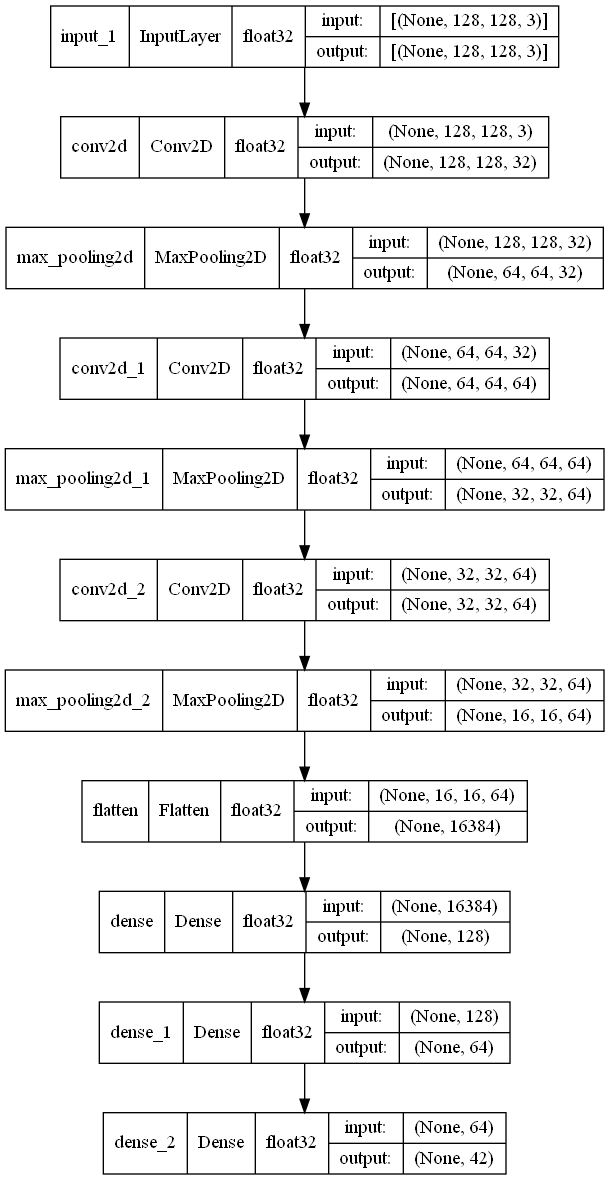 input_1 InputLayer float32 input: [(None, 128, 128, 3)]
output: [(None, 128, 128, 3)]
conv2d Conv2D float32 input: (None, 128, 128, 3)
output: (None, 128, 128, 32)
max_pooling2d MaxPooling2D float32 input: (None, 128, 128, 32)
output: (None, 64, 64, 32)
conv2d_1 Conv2D float32 input: (None, 64, 64, 32)
output: (None, 64, 64, 64)
max_pooling2d_1 MaxPooling2D float32 input: (None, 64, 64, 64)
output: (None, 32, 32, 64)
conv2d_2 Conv2D float32 input: (None, 32, 32, 64)
output: (None, 32, 32, 64)
max_pooling2d_2 MaxPooling2D float32 input: (None, 32, 32, 64)
output: (None, 16, 16, 64)
flatten Flatten float32 input: (None, 16, 16, 64)
output: (None, 16384)
dense Dense float32 input: (None, 16384)
output: (None, 128)
dense_1 Dense float32 input: (None, 128)
output: (None, 64)
dense_2 Dense float32 input: (None, 64)
output: (None, 42)